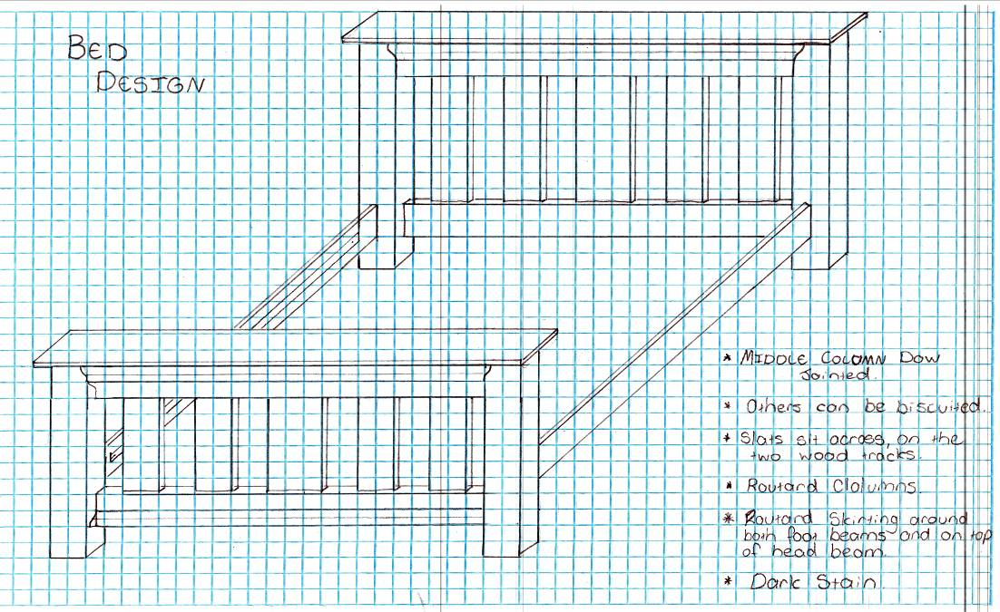 BED
DESIGN
* MIDDLE COLOMN DOW
Jointed.
* Others can be biscuited.
* Slats sit across, on the
two wood tracks.
* Routard Clolumns.
* Routard Skirting around
both foot beams and on top
of head beam.
* Dark Stain.